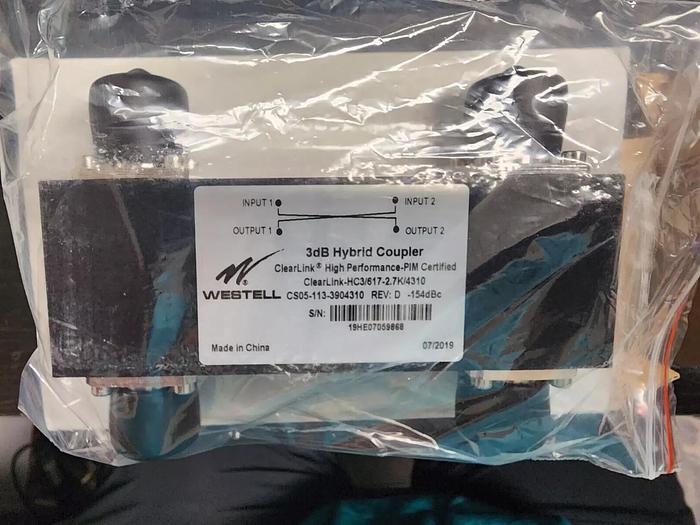 INPUT 1 INPUT 2
OUTPUT 1 OUTPUT 2
3dB Hybrid Coupler
ClearLink® High Performance-PIM Certified
ClearLink-HC3/617-2.7K/4310
WESTELL CS05-113-3904310 REV: D -154dBc
S/N:
19HE07059868
Made in China 07/2019